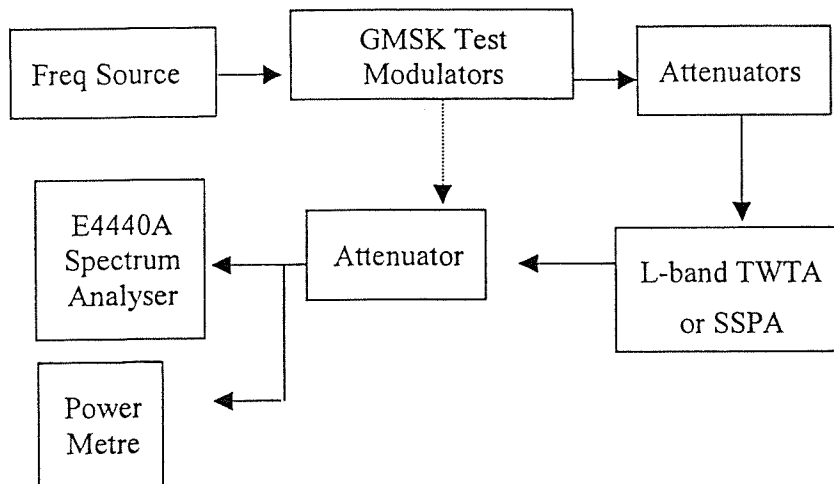 Freq Source
GMSK Test
Modulators
Attenuators
E4440A
Spectrum
Analyser
Attenuator
L-band TWTA
or SSPA
Power
Metre